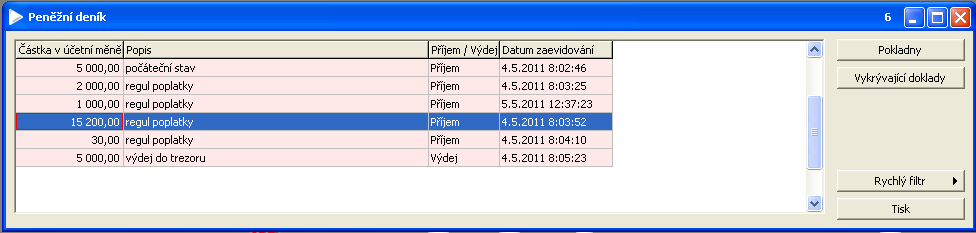 Peněžní deník 6
Částka v účetní měně Popis Příjem / Výdej Datum zaevidování
5 000,00 počáteční stav Příjem 4.5.2011 8:02:46
2 000,00 regul poplatky Příjem 4.5.2011 8:03:25
1 000,00 regul poplatky Příjem 5.5.2011 12:37:23
15 200,00 regul poplatky Příjem 4.5.2011 8:03:52
30,00 regul poplatky Příjem 4.5.2011 8:04:10
5 000,00 výdej do trezoru Výdej 4.5.2011 8:05:23
Pokladny
Vykrývající doklady
Rychlý filtr
Tisk